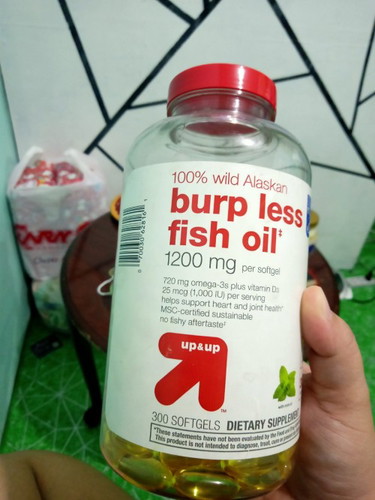 100% wild Alaskan
burp less
fish oil‡
1200 mg per softgel
720 mg omega-3s plus vitamin D3
25 mcg (1,000 IU) per serving
helps support heart and joint health*
MSC-certified sustainable
no fishy aftertaste‡
up&up
TM
300 SOFTGELS DIETARY SUPPLEMENT
*These statements have not been evaluated by the Food and
This product is not intended to diagnose, treat, cure or